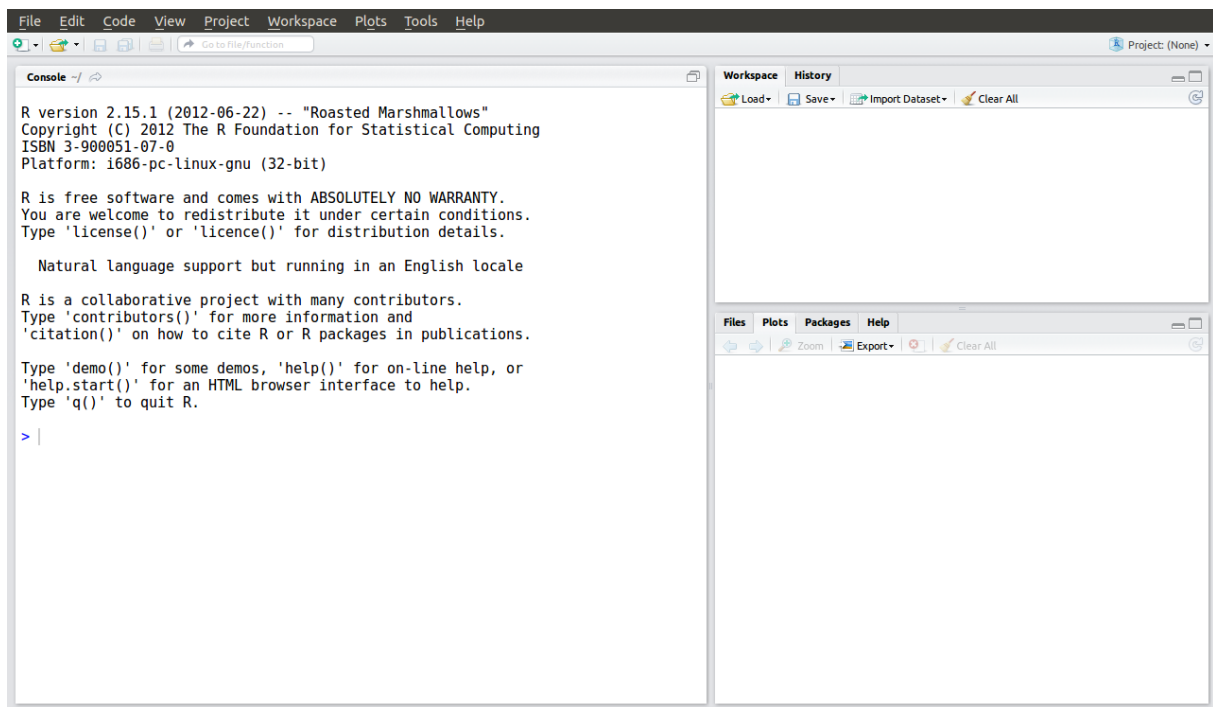 File Edit Code View Project Workspace Plots Tools Help
Go to file/function
Project: (None)
Console ~/
R version 2.15.1 (2012-06-22) -- "Roasted Marshmallows"
Copyright (C) 2012 The R Foundation for Statistical Computing
ISBN 3-900051-07-0
Platform: i686-pc-linux-gnu (32-bit)
R is free software and comes with ABSOLUTELY NO WARRANTY.
You are welcome to redistribute it under certain conditions.
Type 'license()' or 'licence()' for distribution details.
Natural language support but running in an English locale
R is a collaborative project with many contributors.
Type 'contributors()' for more information and
'citation()' on how to cite R or R packages in publications.
Type 'demo()' for some demos, 'help()' for on-line help, or
'help.start()' for an HTML browser interface to help.
Type 'q()' to quit R.
>
Workspace History
Load Save Import Dataset Clear All
Files Plots Packages Help
Zoom Export Clear All